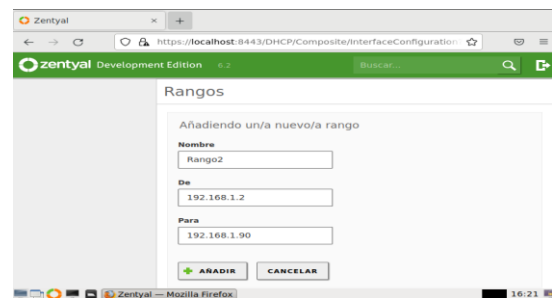 Zentyal
https://localhost:8443/DHCP/Composite/InterfaceConfiguration
zentyal Development Edition 6.2
Buscar...
Rangos
Añadiendo un/a nuevo/a rango
Nombre
Rango2
De
192.168.1.2
Para
192.168.1.90
AÑADIR CANCELAR
Zentyal — Mozilla Firefox
16:21